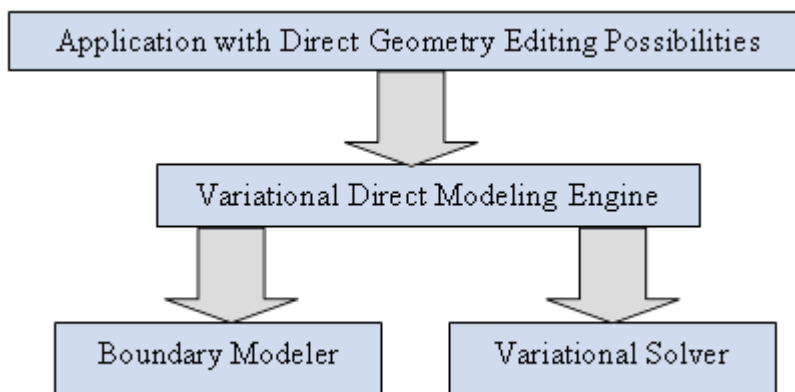 Application with Direct Geometry Editing Possibilities
Variational Direct Modeling Engine
Boundary Modeler
Variational Solver